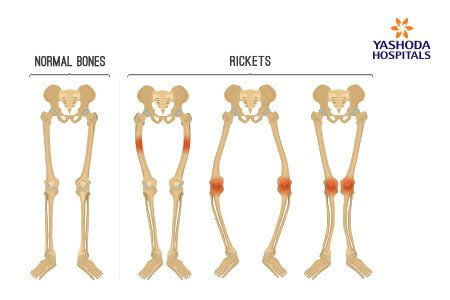 YASHODA
HOSPITALS
NORMAL BONES
RICKETS